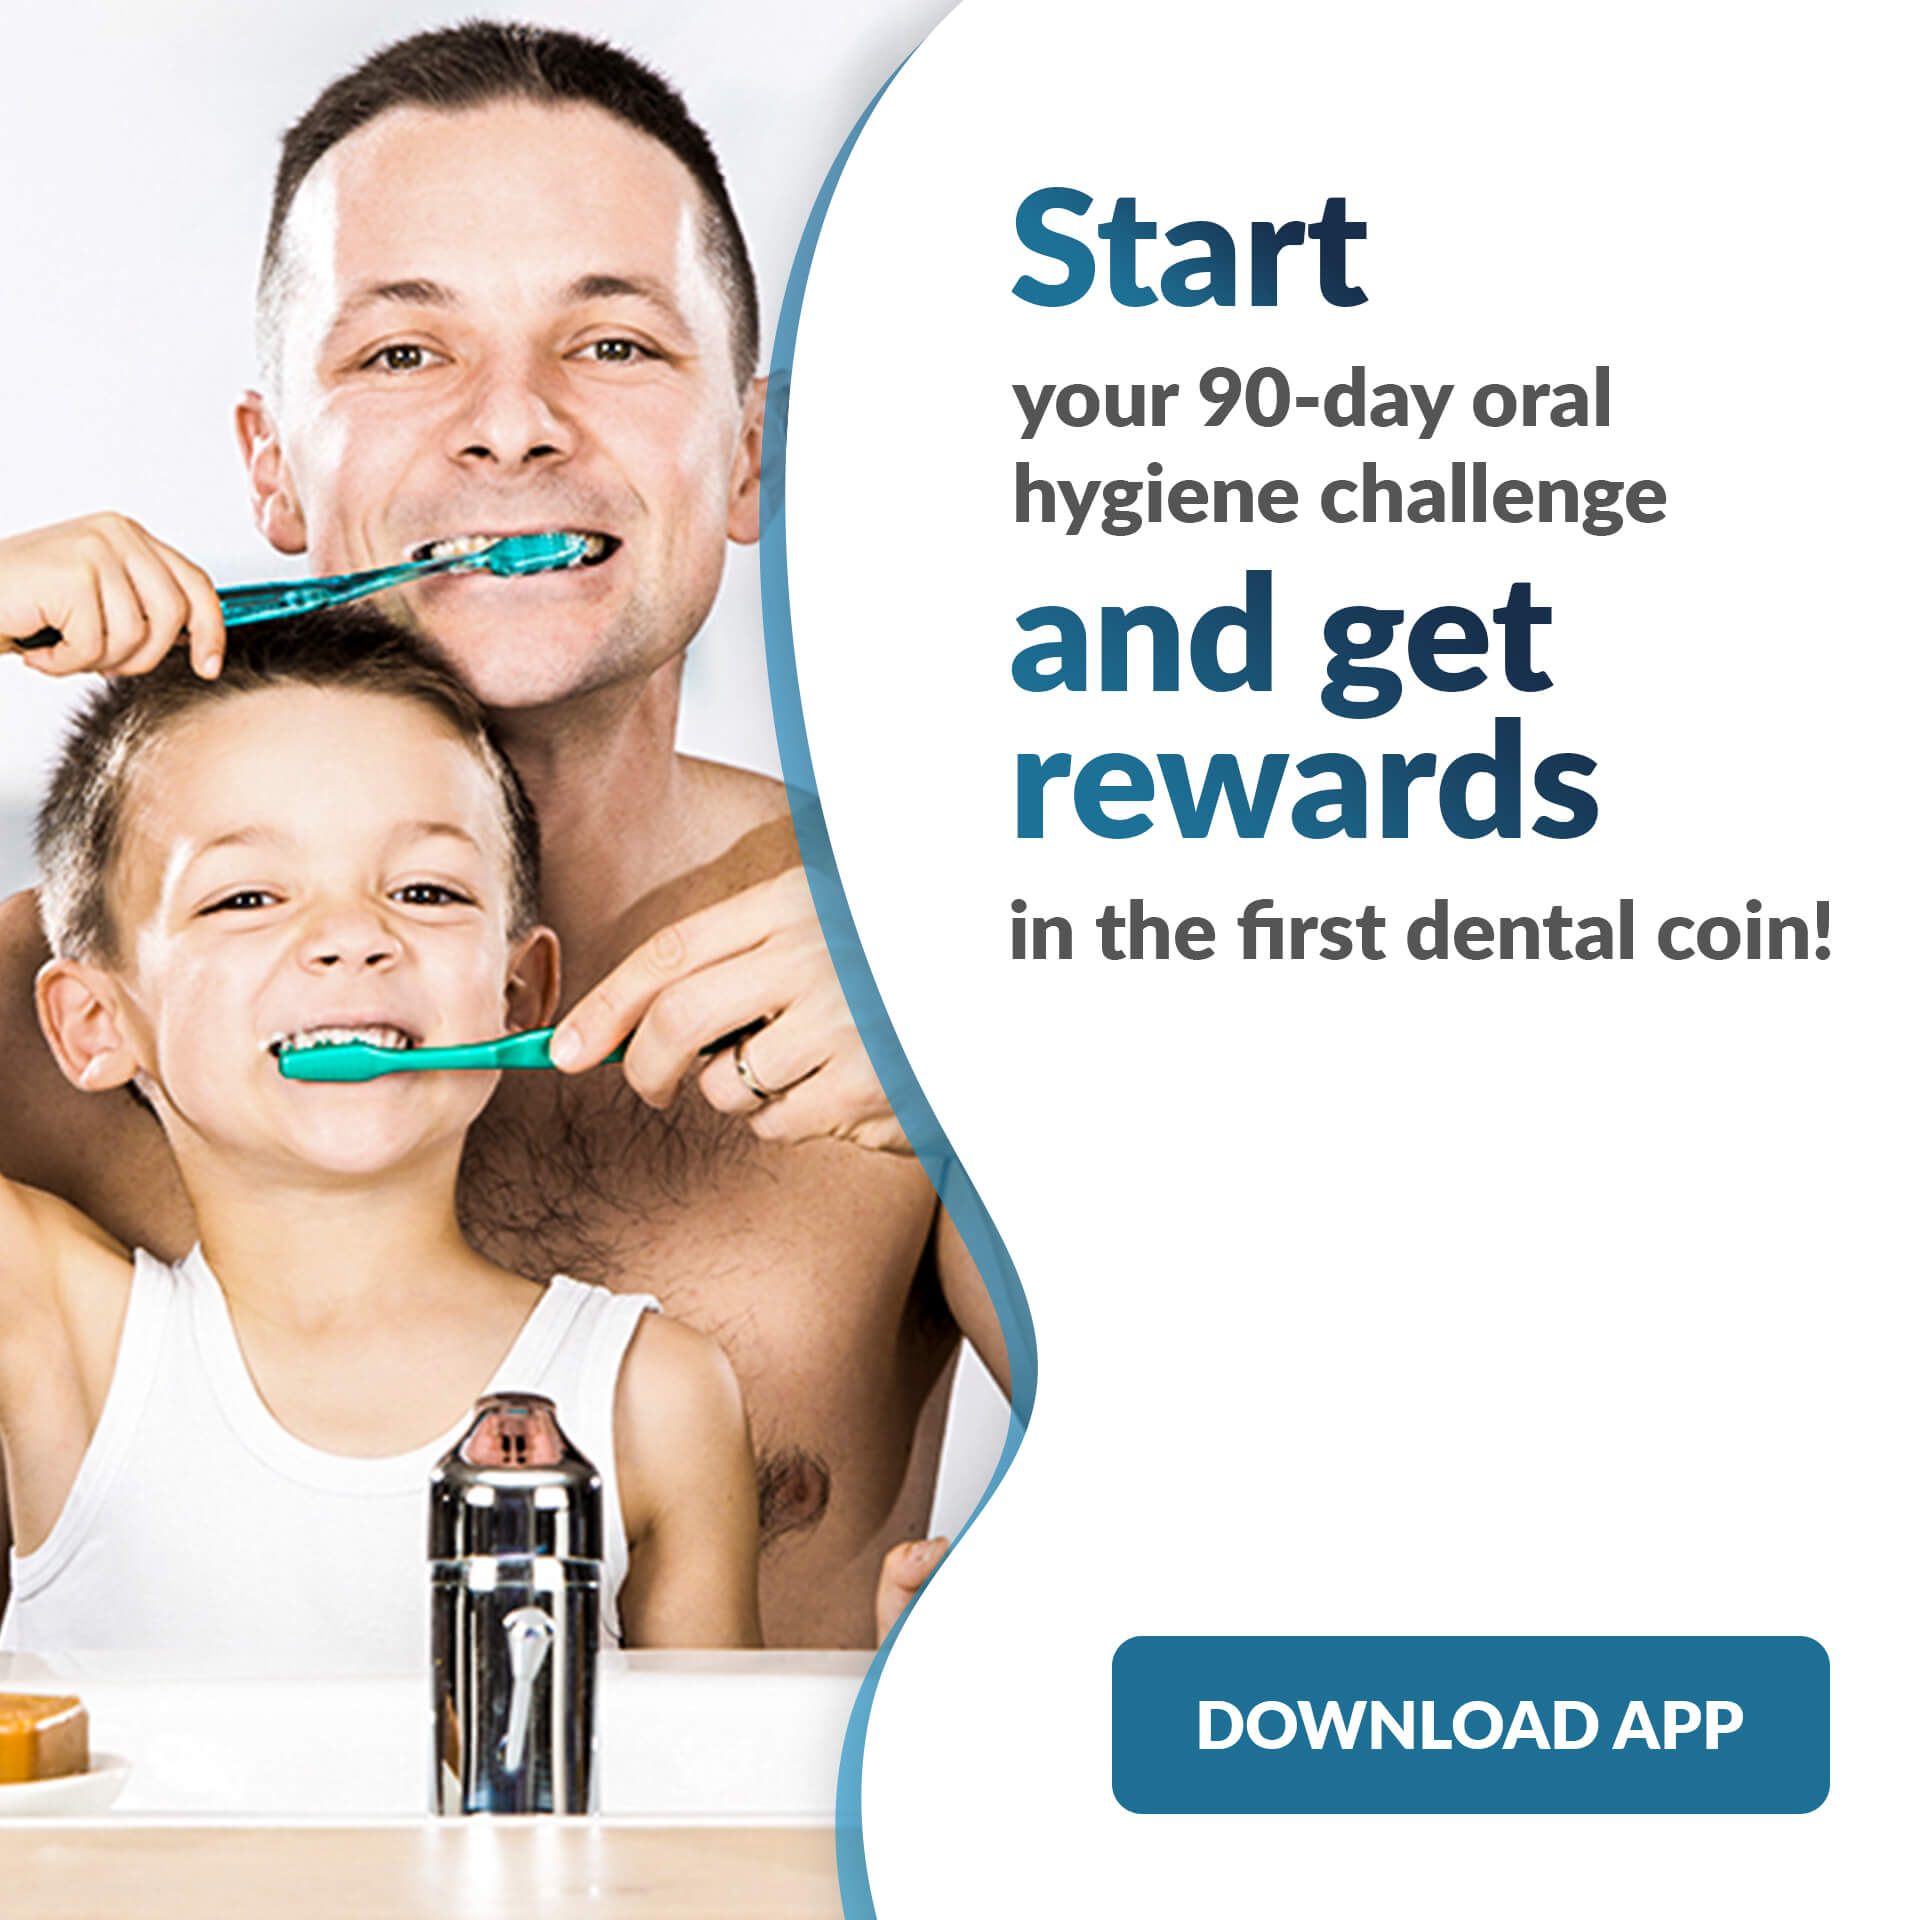 Start
your 90-day oral
hygiene challenge
and get
rewards
in the first dental coin!
DOWNLOAD APP